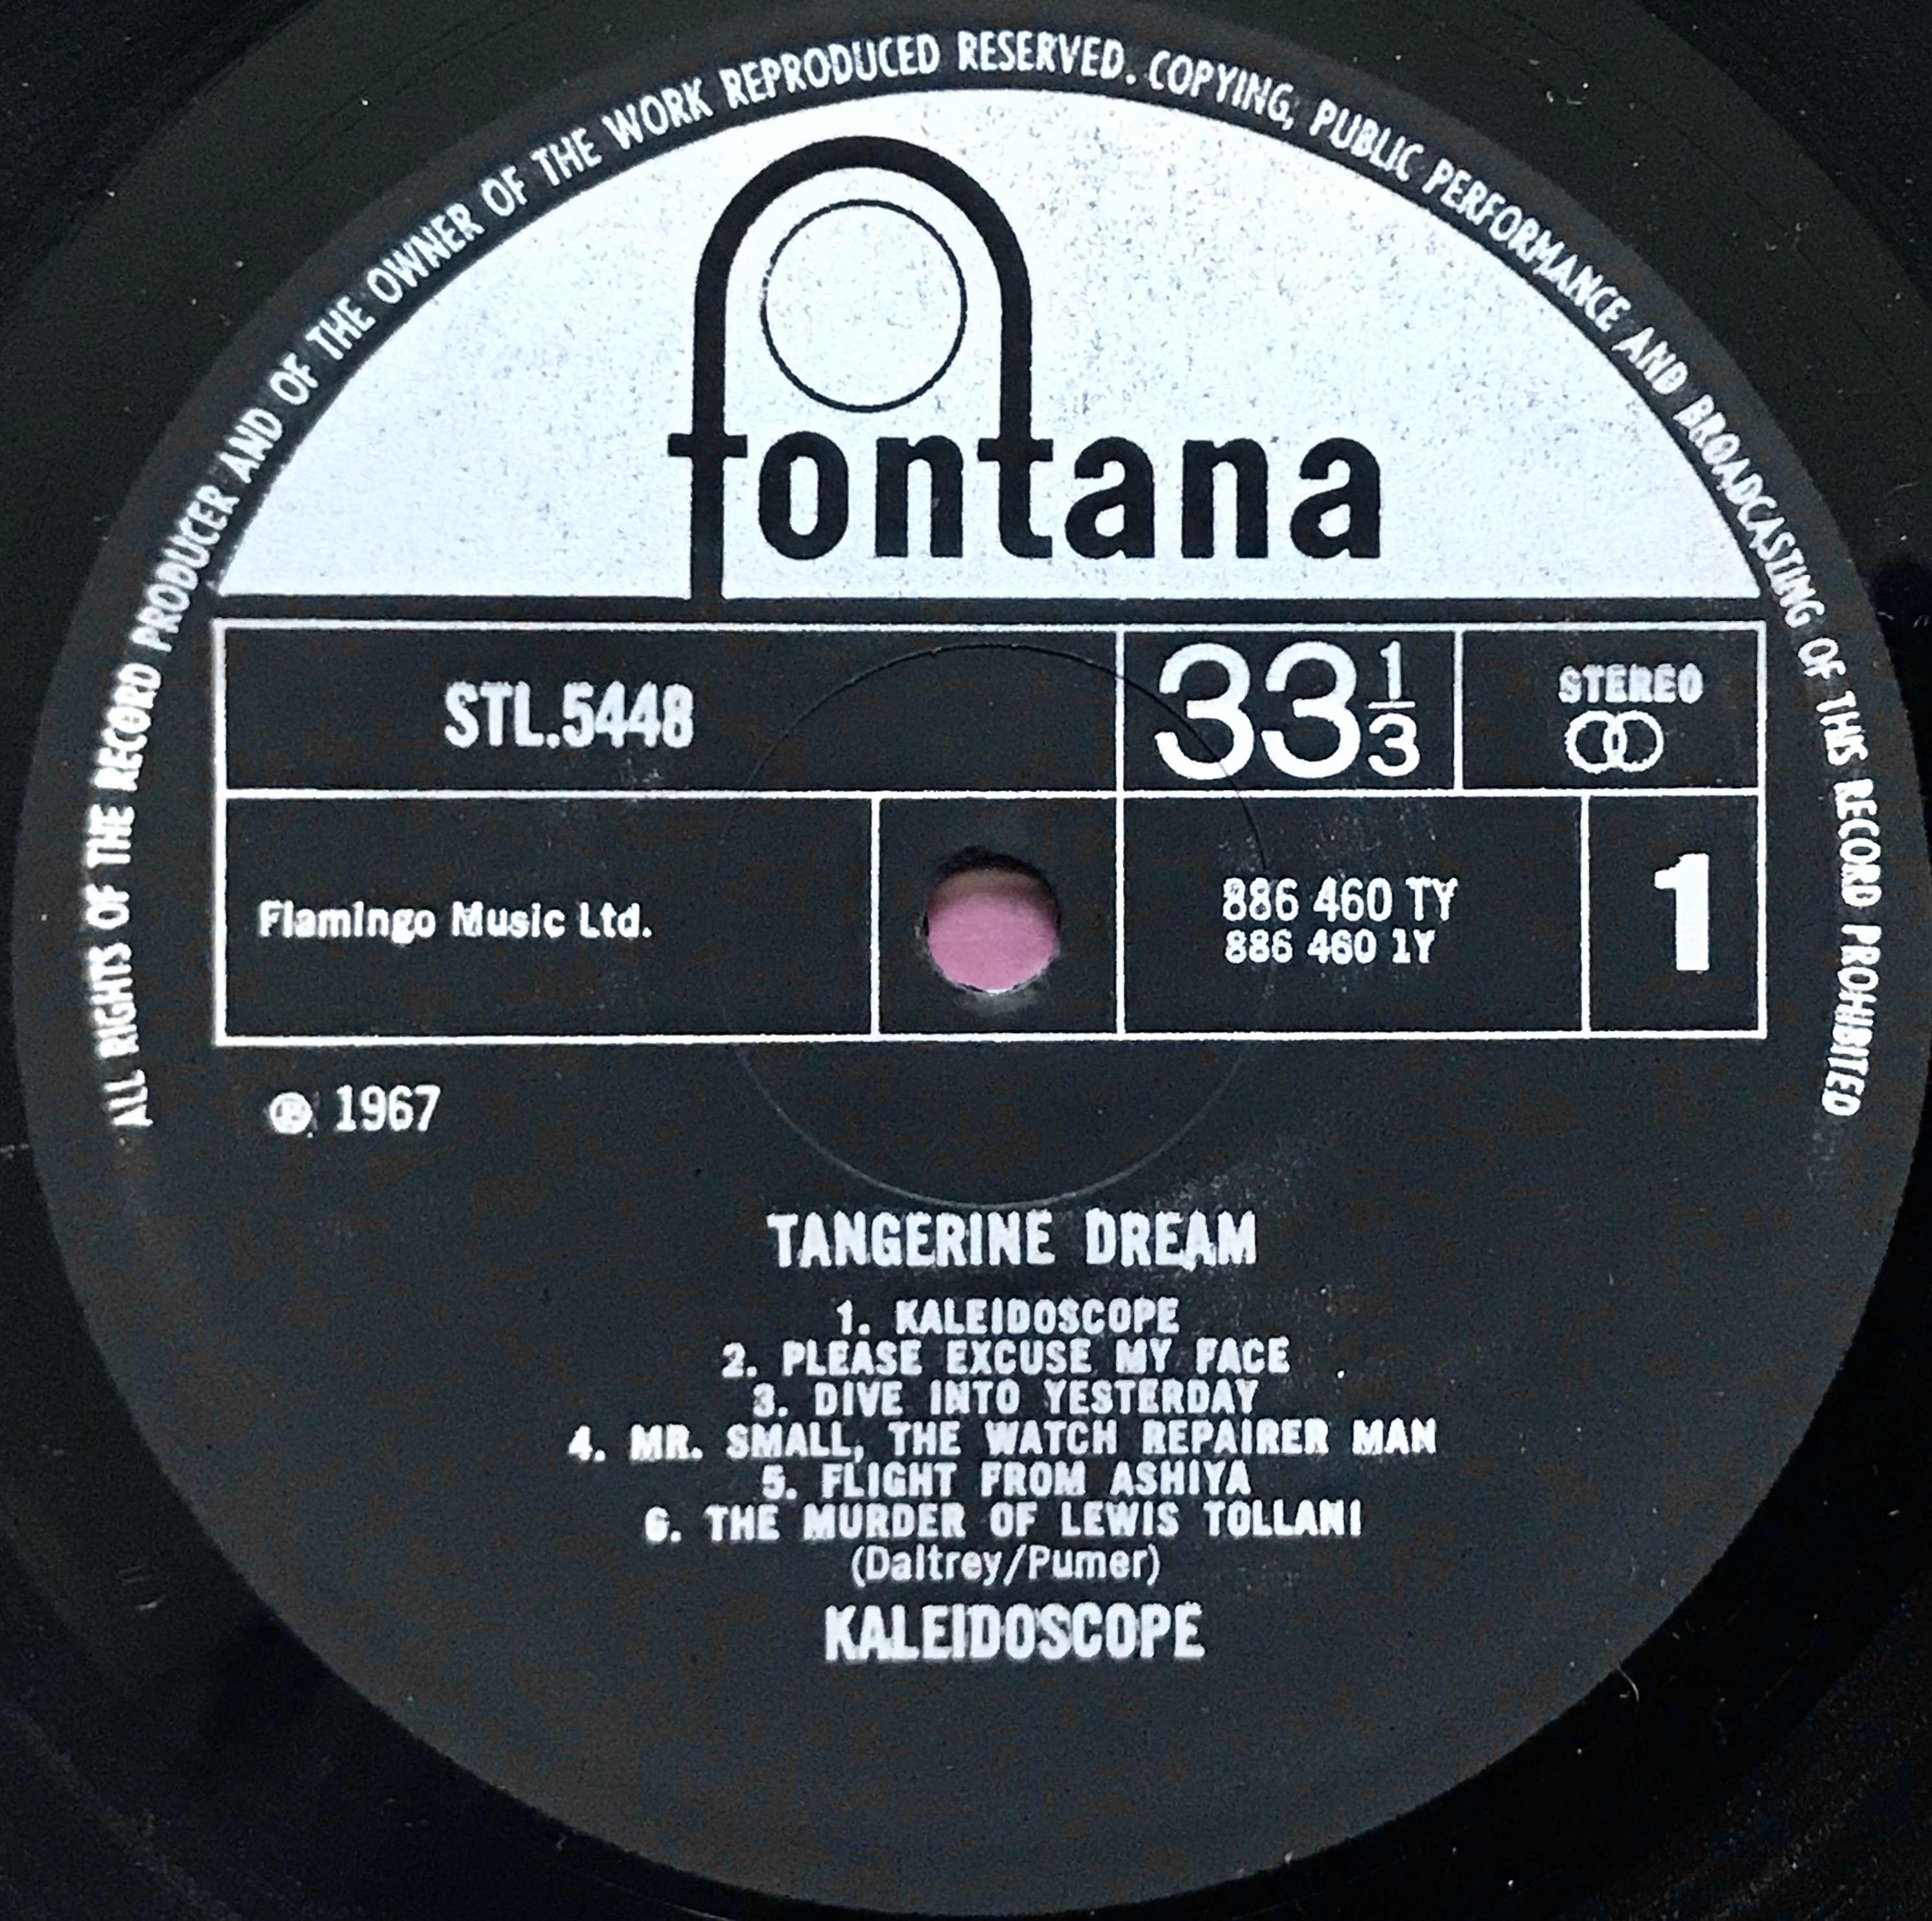 ALL RIGHTS OF THE RECORD PRODUCER AND OF THE OWNER OF THE WORK REPRODUCED RESERVED. COPYING, PUBLIC PERFORMANCE AND BROADCASTING OF THIS RECORD PROHIBITED
fontana
STL.5448
33 1/3
STEREO
Flamingo Music Ltd.
886 460 TY
886 460 1Y
1
℗ 1967
TANGERINE DREAM
1. KALEIDOSCOPE
2. PLEASE EXCUSE MY FACE
3. DIVE INTO YESTERDAY
4. MR. SMALL, THE WATCH REPAIRER MAN
5. FLIGHT FROM ASHIYA
6. THE MURDER OF LEWIS TOLLANI
(Daltrey/Pumer)
KALEIDOSCOPE